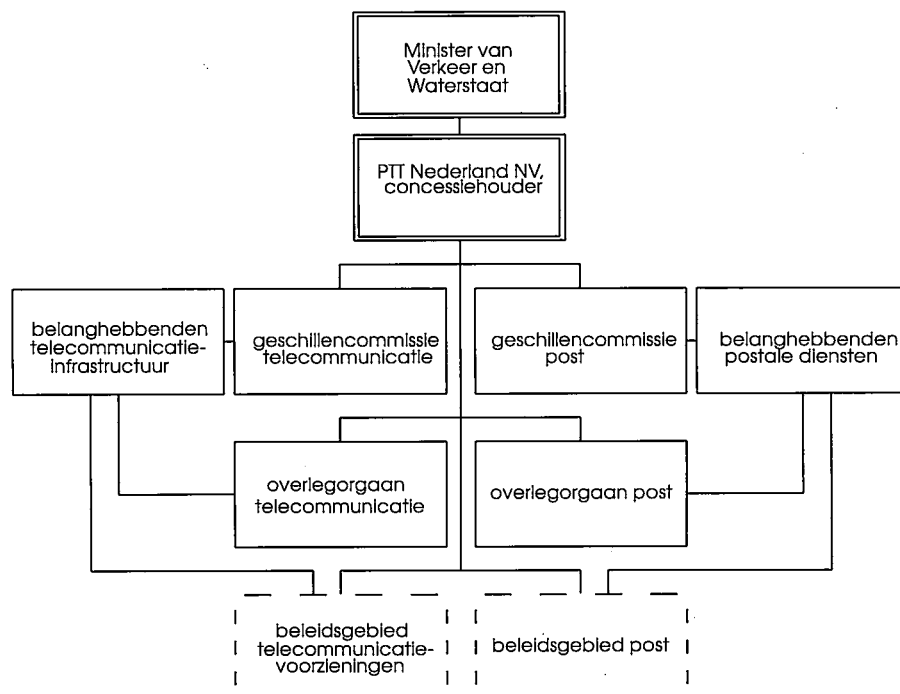 Minister van
Verkeer en
Waterstaat
PTT Nederland NV,
concessiehouder
belanghebbenden
telecommunicatie-
infrastructuur
geschillencommissie
telecommunicatie
geschillencommissie
post
belanghebbenden
postale diensten
overlegorgaan
telecommunicatie
overlegorgaan post
beleidsgebied
telecommunicatie-
voorzieningen
beleidsgebied post